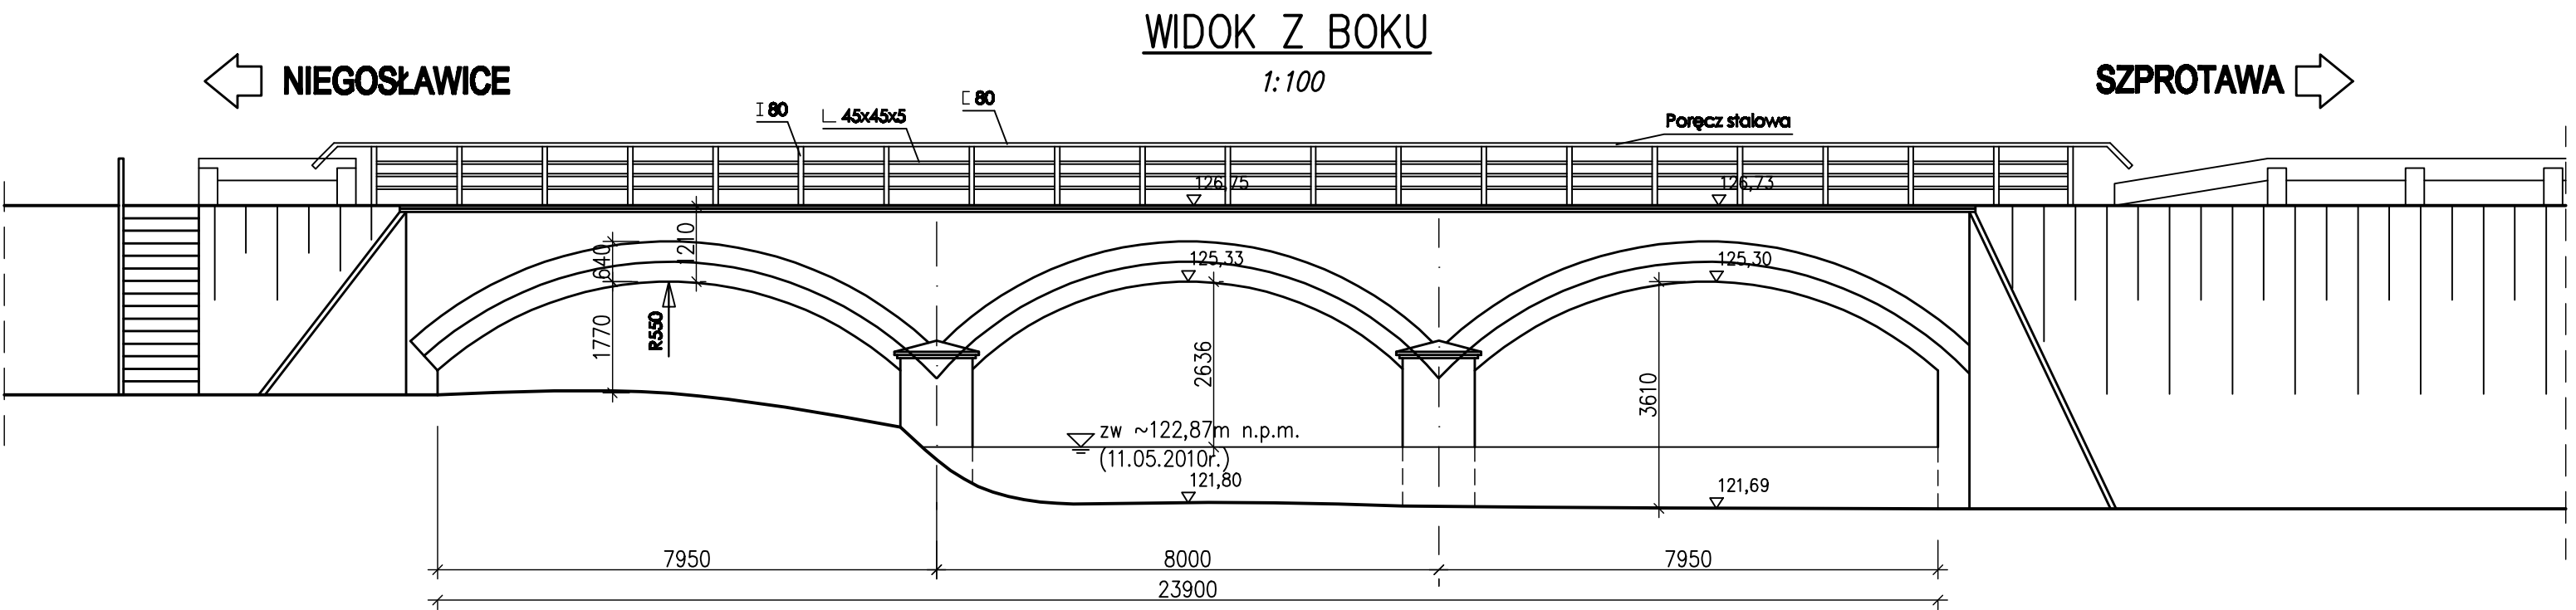 WIDOK Z BOKU
1:100
NIEGOSŁAWICE
SZPROTAWA
I 80
∟ 45x45x5
[ 80
Poręcz stalowa
126,75
126,73
640
1210
125,33
125,30
1770
R550
2636
3610
zw ~122,87m n.p.m.
(11.05.2010r.)
121,80
121,69
7950
8000
7950
23900